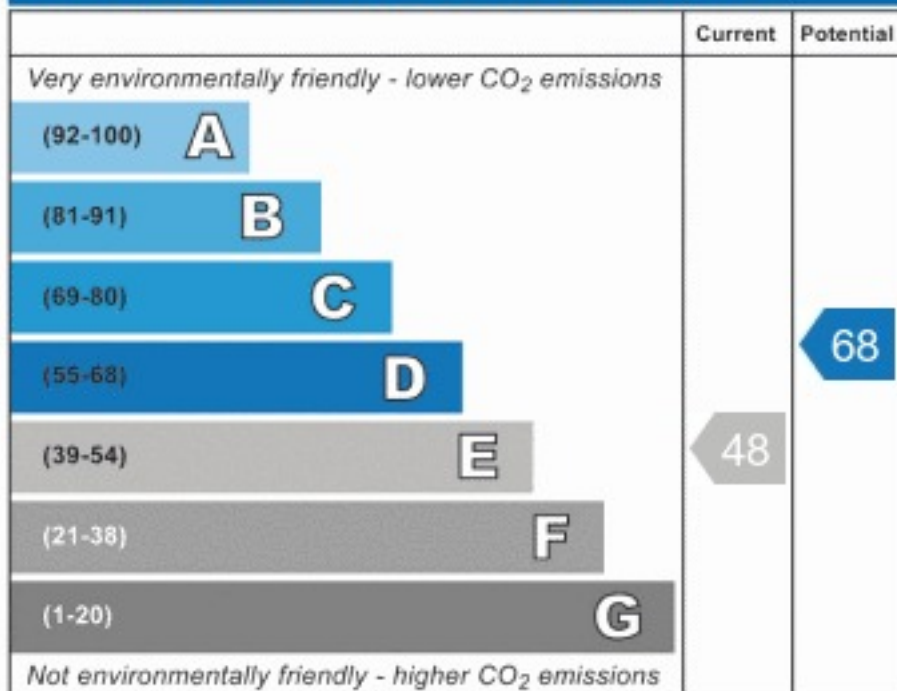 Current Potential
Very environmentally friendly - lower CO2 emissions
(92-100) A
(81-91) B
(69-80) C
(55-68) D
68
(39-54) E
48
(21-38) F
(1-20) G
Not environmentally friendly - higher CO2 emissions